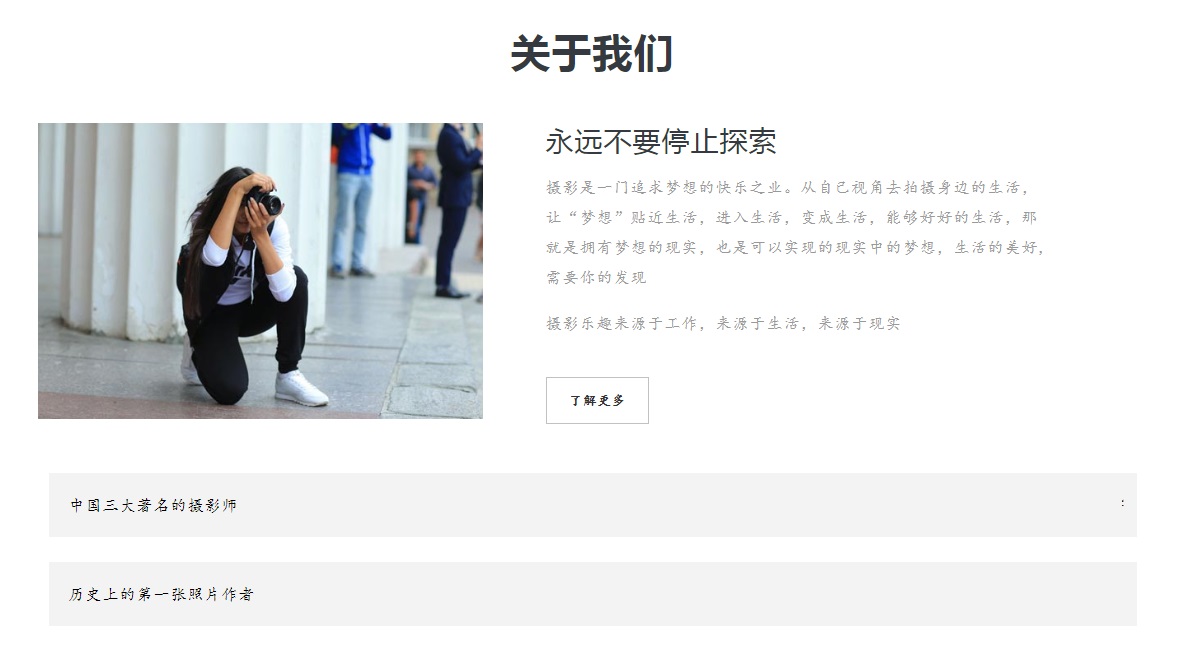 关于我们
永远不要停止探索
摄影是一门追求梦想的快乐之业。从自己视角去拍摄身边的生活，
让“梦想”贴近生活，进入生活，变成生活，能够好好的生活，那
就是拥有梦想的现实，也是可以实现的现实中的梦想，生活的美好，
需要你的发现
摄影乐趣来源于工作，来源于生活，来源于现实
了解更多
中国三大著名的摄影师
历史上的第一张照片作者